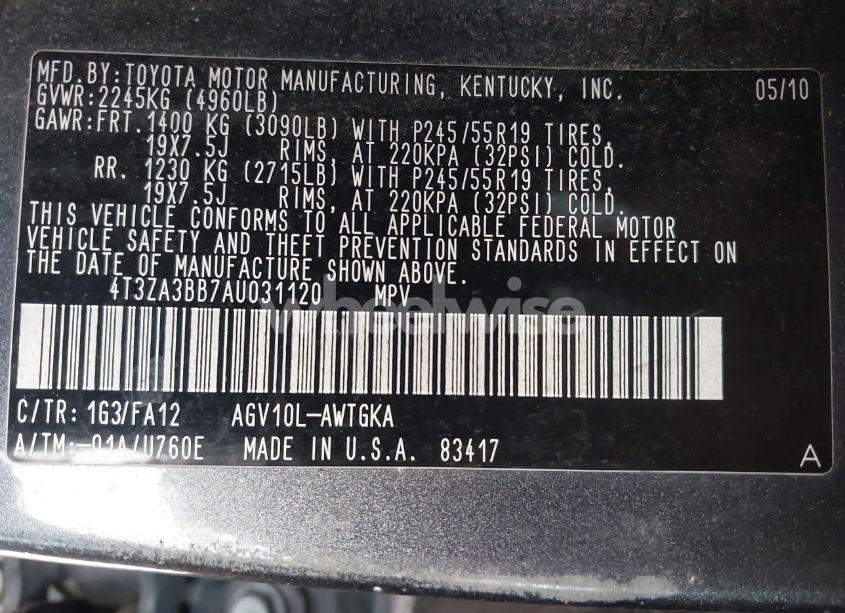 MFD.BY:TOYOTA MOTOR MANUFACTURING, KENTUCKY, INC. 05/10
GVWR:2245KG (4960LB)
GAWR:FRT. 1400 KG (3090LB) WITH P245/55R19 TIRES,
19X7.5J RIMS, AT 220KPA (32PSI) COLD.
RR. 1230 KG (2715LB) WITH P245/55R19 TIRES,
19X7.5J RIMS, AT 220KPA (32PSI) COLD.
THIS VEHICLE CONFORMS TO ALL APPLICABLE FEDERAL MOTOR
VEHICLE SAFETY AND THEFT PREVENTION STANDARDS IN EFFECT ON
THE DATE OF MANUFACTURE SHOWN ABOVE.
4T3ZA3BB7AU031120 MPV
wheelwise
C/TR: 1G3/FA12 AGV10L-AWTGKA
A/TM:-01A/U760E MADE IN U.S.A. 83417
A